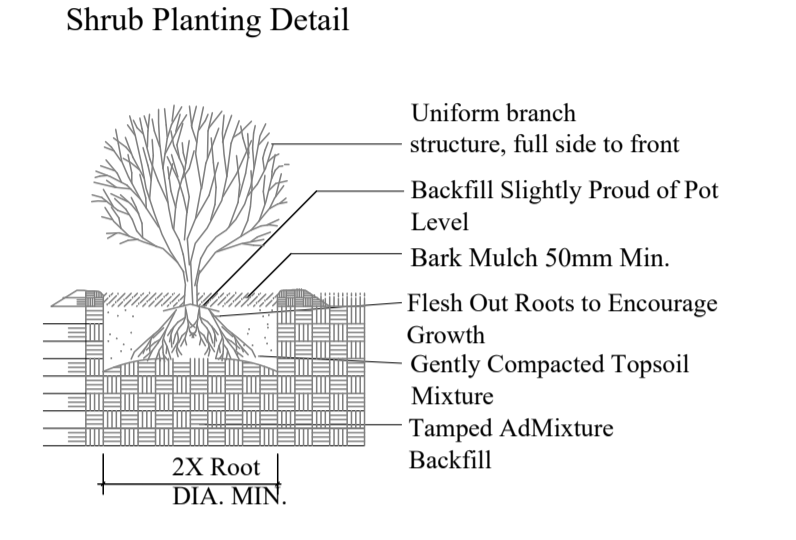 Shrub Planting Detail
Uniform branch
structure, full side to front
Backfill Slightly Proud of Pot
Level
Bark Mulch 50mm Min.
Flesh Out Roots to Encourage
Growth
Gently Compacted Topsoil
Mixture
Tamped AdMixture
Backfill
2X Root
DIA. MIN.